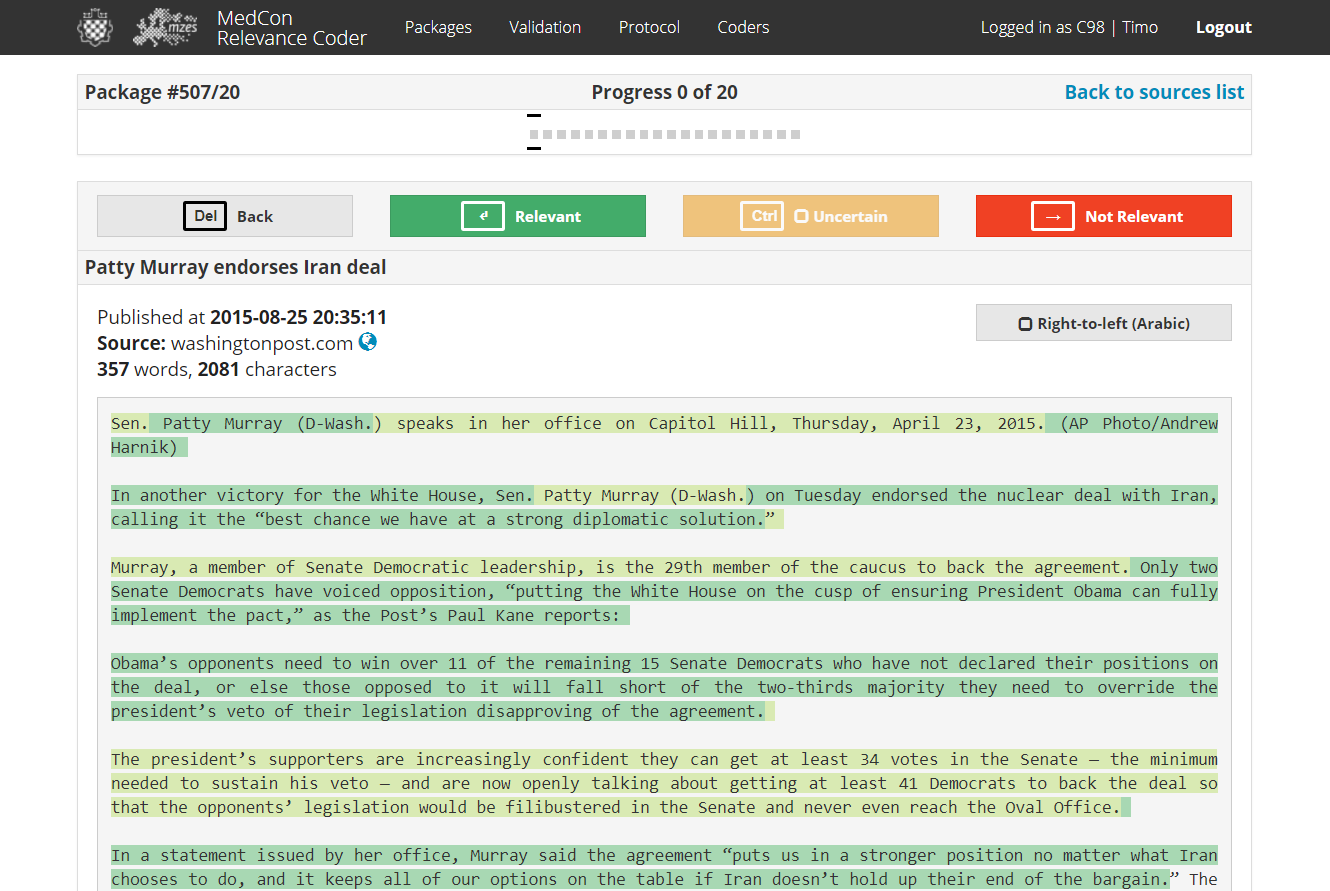 mzes
MedCon
Relevance Coder
Packages
Validation
Protocol
Coders
Logged in as C98 | Timo
Logout
Package #507/20
Progress 0 of 20
Back to sources list
Del Back
Relevant
Ctrl Uncertain
→ Not Relevant
Patty Murray endorses Iran deal
Published at 2015-08-25 20:35:11
Source: washingtonpost.com
357 words, 2081 characters
Right-to-left (Arabic)
Sen. Patty Murray (D-Wash.) speaks in her office on Capitol Hill, Thursday, April 23, 2015. (AP Photo/Andrew
Harnik)
In another victory for the White House, Sen. Patty Murray (D-Wash.) on Tuesday endorsed the nuclear deal with Iran,
calling it the “best chance we have at a strong diplomatic solution.”
Murray, a member of Senate Democratic leadership, is the 29th member of the caucus to back the agreement. Only two
Senate Democrats have voiced opposition, “putting the White House on the cusp of ensuring President Obama can fully
implement the pact,” as the Post’s Paul Kane reports:
Obama’s opponents need to win over 11 of the remaining 15 Senate Democrats who have not declared their positions on
the deal, or else those opposed to it will fall short of the two-thirds majority they need to override the
president’s veto of their legislation disapproving of the agreement.
The president’s supporters are increasingly confident they can get at least 34 votes in the Senate — the minimum
needed to sustain his veto — and are now openly talking about getting at least 41 Democrats to back the deal so
that the opponents’ legislation would be filibustered in the Senate and never even reach the Oval Office.
In a statement issued by her office, Murray said the agreement “puts us in a stronger position no matter what Iran
chooses to do, and it keeps all of our options on the table if Iran doesn’t hold up their end of the bargain.” The